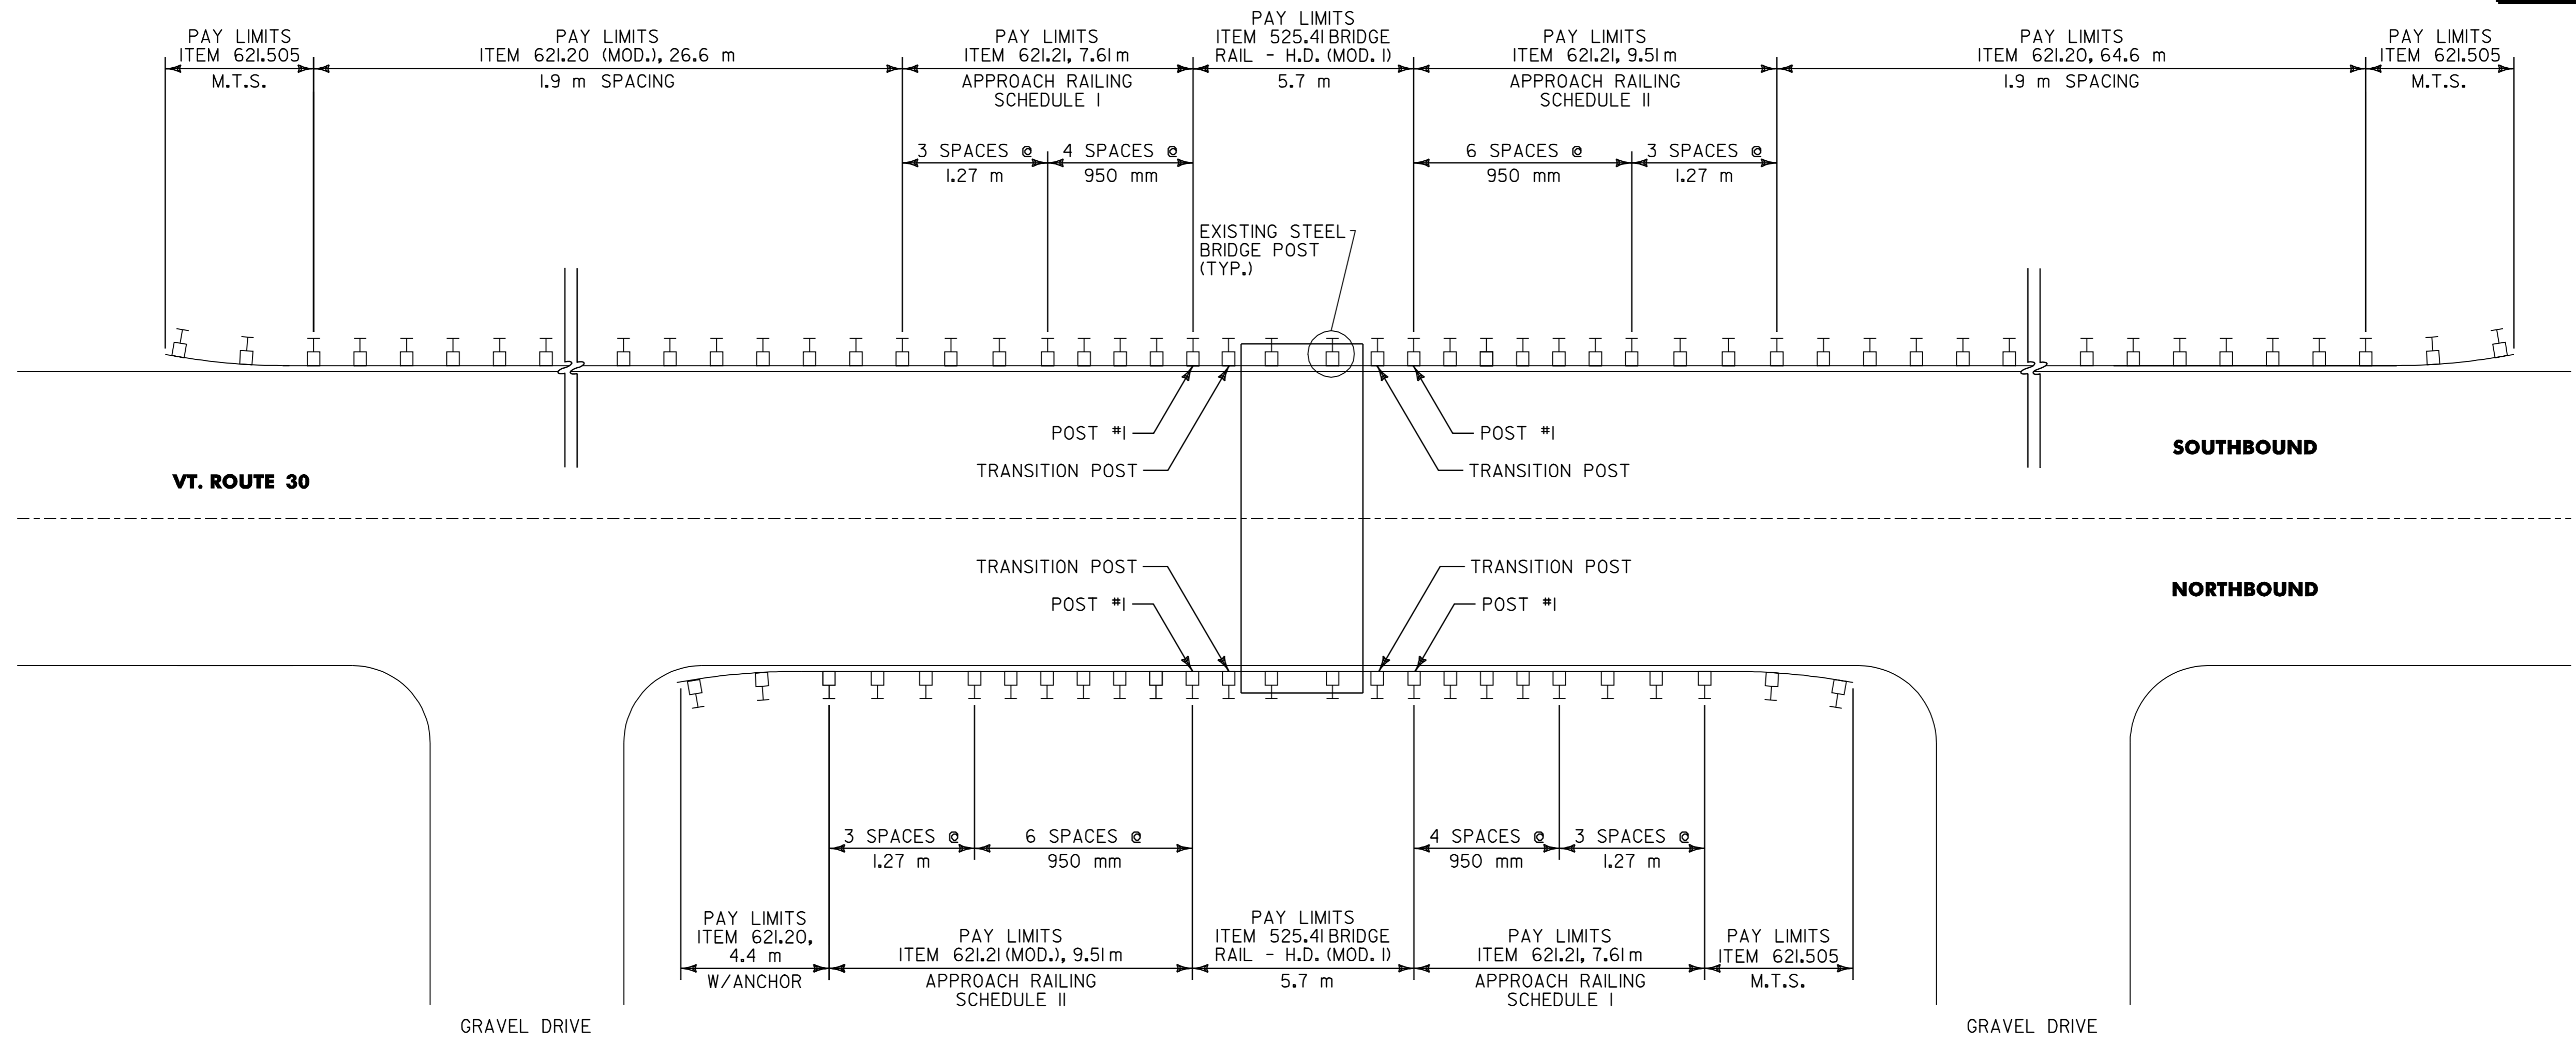 PAY LIMITS
ITEM 621.505
M.T.S.
PAY LIMITS
ITEM 621.20 (MOD.), 26.6 m
1.9 m SPACING
PAY LIMITS
ITEM 621.21, 7.61 m
APPROACH RAILING
SCHEDULE I
PAY LIMITS
ITEM 525.41 BRIDGE
RAIL - H.D. (MOD. 1)
5.7 m
PAY LIMITS
ITEM 621.21, 9.51 m
APPROACH RAILING
SCHEDULE II
PAY LIMITS
ITEM 621.20, 64.6 m
1.9 m SPACING
PAY LIMITS
ITEM 621.505
M.T.S.
3 SPACES @
1.27 m
4 SPACES @
950 mm
6 SPACES @
950 mm
3 SPACES @
1.27 m
EXISTING STEEL
BRIDGE POST
(TYP.)
POST #1
TRANSITION POST
POST #1
TRANSITION POST
SOUTHBOUND
VT. ROUTE 30
TRANSITION POST
POST #1
TRANSITION POST
POST #1
NORTHBOUND
3 SPACES @
1.27 m
6 SPACES @
950 mm
4 SPACES @
950 mm
3 SPACES @
1.27 m
PAY LIMITS
ITEM 621.20,
4.4 m
W/ANCHOR
PAY LIMITS
ITEM 621.21 (MOD.), 9.51 m
APPROACH RAILING
SCHEDULE II
PAY LIMITS
ITEM 525.41 BRIDGE
RAIL - H.D. (MOD. 1)
5.7 m
PAY LIMITS
ITEM 621.21, 7.61 m
APPROACH RAILING
SCHEDULE I
PAY LIMITS
ITEM 621.505
M.T.S.
GRAVEL DRIVE
GRAVEL DRIVE